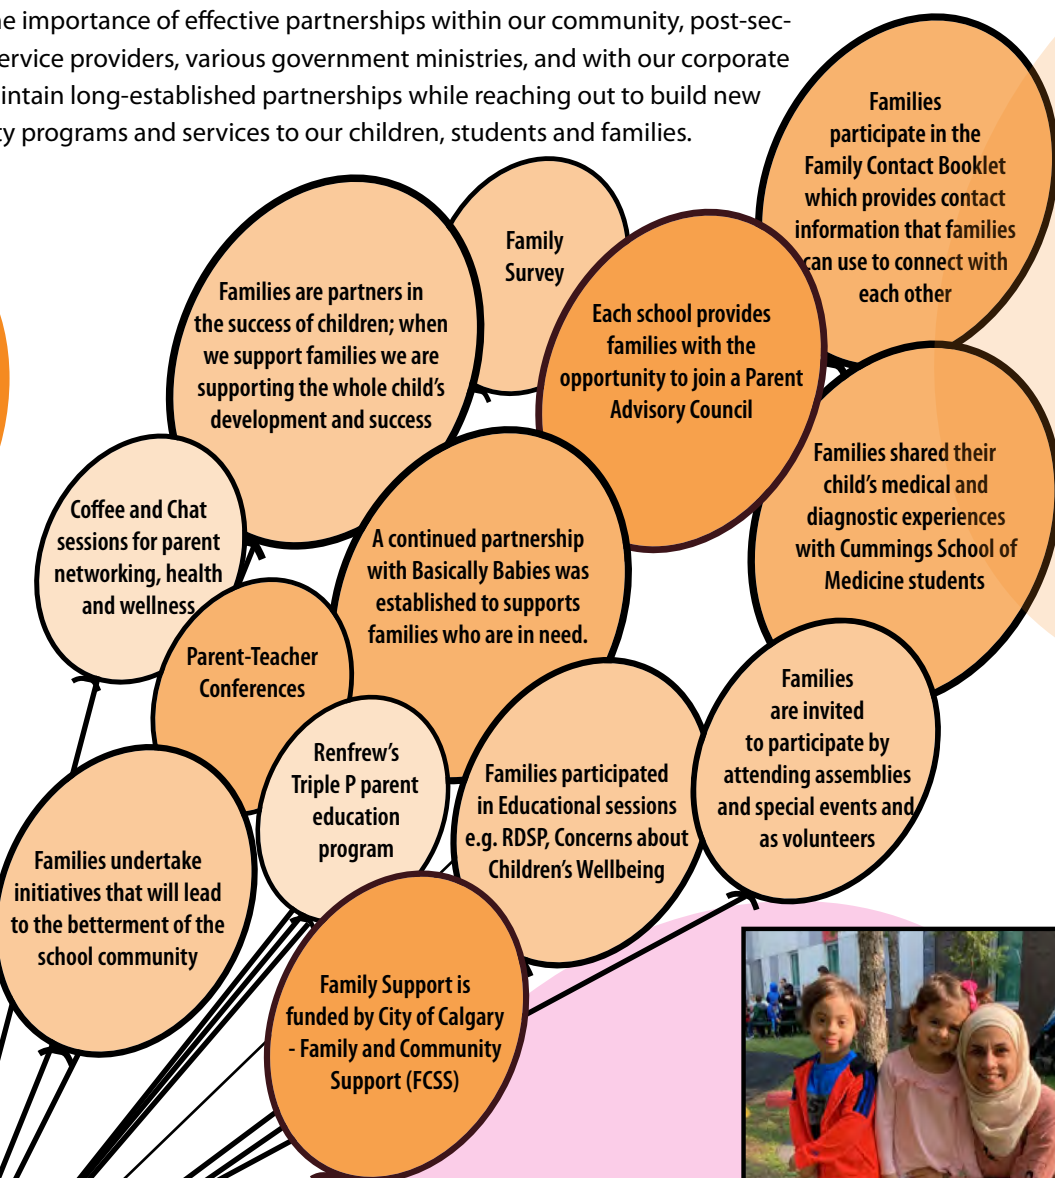 he importance of effective partnerships within our community, post-sec-
ervice providers, various government ministries, and with our corporate
intain long-established partnerships while reaching out to build new
ty programs and services to our children, students and families.
Families
participate in the
Family Contact Booklet
which provides contact
information that families
can use to connect with
each other
Family
Survey
Families are partners in
the success of children; when
we support families we are
supporting the whole child's
development and success
Each school provides
families with the
opportunity to join a Parent
Advisory Council
Families shared their
child's medical and
diagnostic experiences
with Cummings School of
Medicine students
Coffee and Chat
sessions for parent
networking, health
and wellness
A continued partnership
with Basically Babies was
established to supports
families who are in need.
Parent-Teacher
Conferences
Families
are invited
to participate by
attending assemblies
and special events and
as volunteers
Renfrew's
Triple P parent
education
program
Families participated
in Educational sessions
e.g. RDSP, Concerns about
Children's Wellbeing
Families undertake
initiatives that will lead
to the betterment of the
school community
Family Support is
funded by City of Calgary
- Family and Community
Support (FCSS)